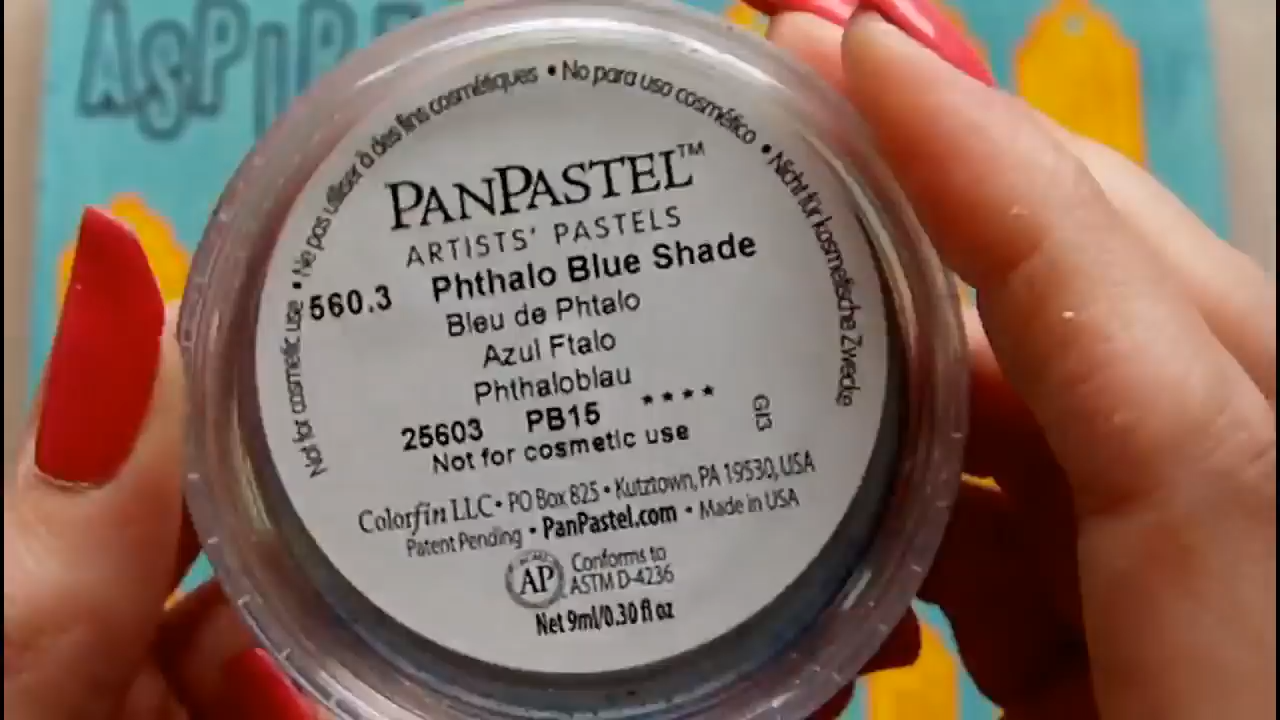 ASPIRE
Not for cosmetic use • Ne pas utiliser à des fins cosmétiques • No para uso cosmético • Nicht für kosmetische Zwecke
PANPASTEL™
ARTISTS' PASTELS
560.3 Phthalo Blue Shade
Bleu de Phtalo
Azul Ftalo
Phthaloblau
25603 PB15 ****
Not for cosmetic use
GI3
Colorfin LLC • PO Box 825 • Kutztown, PA 19530, USA
Patent Pending • PanPastel.com • Made in USA
AP
Conforms to
ASTM D-4236
Net 9ml/0.30 fl oz